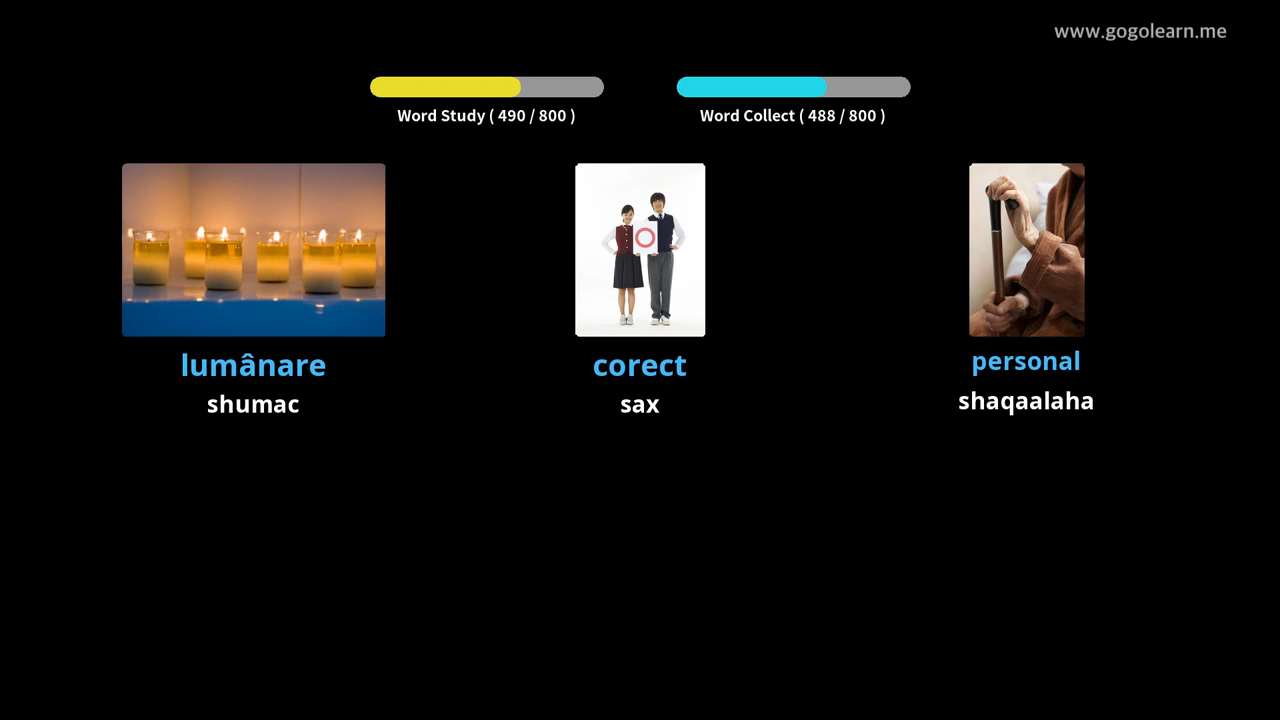 www.gogolearn.me
Word Study ( 490 / 800 )
Word Collect ( 488 / 800 )
lumânare
corect
personal
shumac
sax
shaqaalaha